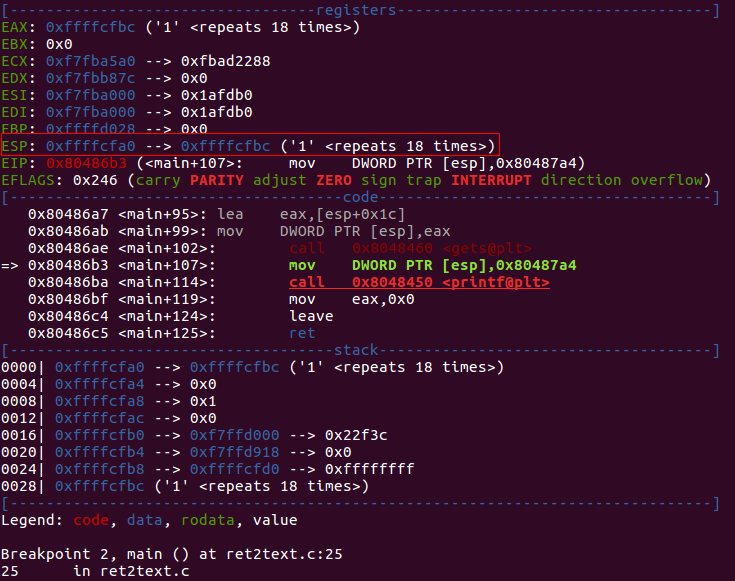 [----------------------------------registers-----------------------------------]
EAX: 0xffffcfbc ('1' <repeats 18 times>)
EBX: 0x0
ECX: 0xf7fba5a0 --> 0xfbad2288
EDX: 0xf7fbb87c --> 0x0
ESI: 0xf7fba000 --> 0x1afdb0
EDI: 0xf7fba000 --> 0x1afdb0
EBP: 0xffffd028 --> 0x0
ESP: 0xffffcfa0 --> 0xffffcfbc ('1' <repeats 18 times>)
EIP: 0x80486b3 (<main+107>:     mov    DWORD PTR [esp],0x80487a4)
EFLAGS: 0x246 (carry PARITY adjust ZERO sign trap INTERRUPT direction overflow)
[-------------------------------------code-------------------------------------]
   0x80486a7 <main+95>: lea    eax,[esp+0x1c]
   0x80486ab <main+99>: mov    DWORD PTR [esp],eax
   0x80486ae <main+102>:        call   0x8048460 <gets@plt>
=> 0x80486b3 <main+107>:        mov    DWORD PTR [esp],0x80487a4
   0x80486ba <main+114>:        call   0x8048450 <printf@plt>
   0x80486bf <main+119>:        mov    eax,0x0
   0x80486c4 <main+124>:        leave
   0x80486c5 <main+125>:        ret
[------------------------------------stack-------------------------------------]
0000| 0xffffcfa0 --> 0xffffcfbc ('1' <repeats 18 times>)
0004| 0xffffcfa4 --> 0x0
0008| 0xffffcfa8 --> 0x1
0012| 0xffffcfac --> 0x0
0016| 0xffffcfb0 --> 0xf7ffd000 --> 0x22f3c
0020| 0xffffcfb4 --> 0xf7ffd918 --> 0x0
0024| 0xffffcfb8 --> 0xffffcfd0 --> 0xffffffff
0028| 0xffffcfbc ('1' <repeats 18 times>)
[------------------------------------------------------------------------------]
Legend: code, data, rodata, value

Breakpoint 2, main () at ret2text.c:25
25      in ret2text.c